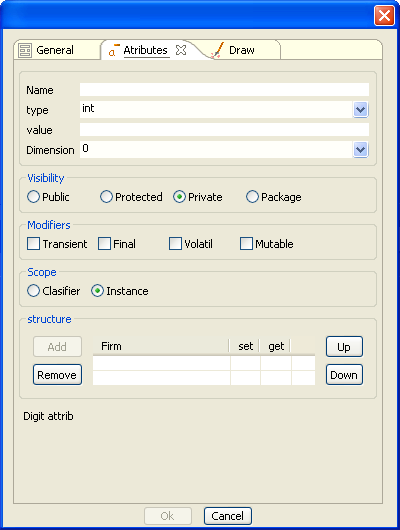 General Atributes Draw
Name
type int
value
Dimension 0
Visibility
Public Protected Private Package
Modifiers
Transient Final Volatil Mutable
Scope
Clasifier Instance
structure
Add Firm set get Up
Remove Down
Digit attrib
Ok Cancel